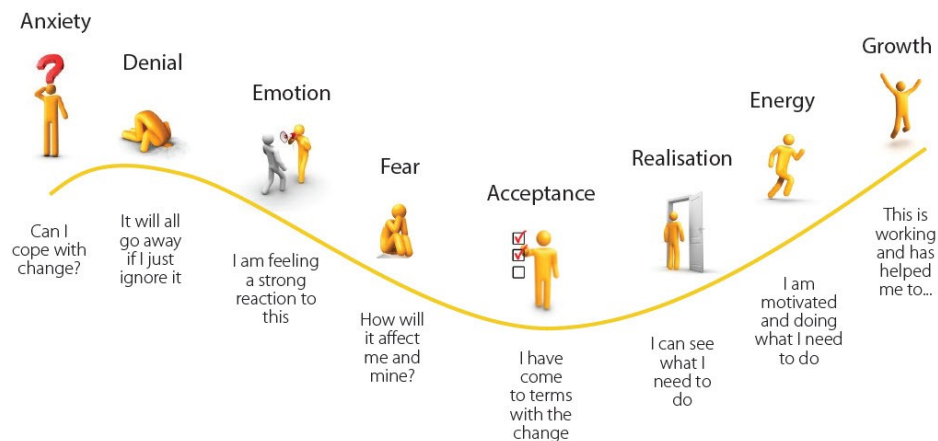 Anxiety
?
Can I
cope with
change?
Denial
It will all
go away
if I just
ignore it
Emotion
I am feeling
a strong
reaction to
this
Fear
How will
it affect
me and
mine?
Acceptance
I have
come
to terms
with the
change
Realisation
I can see
what I
need to
do
Energy
I am
motivated
and doing
what I need
to do
Growth
This is
working
and has
helped
me to...